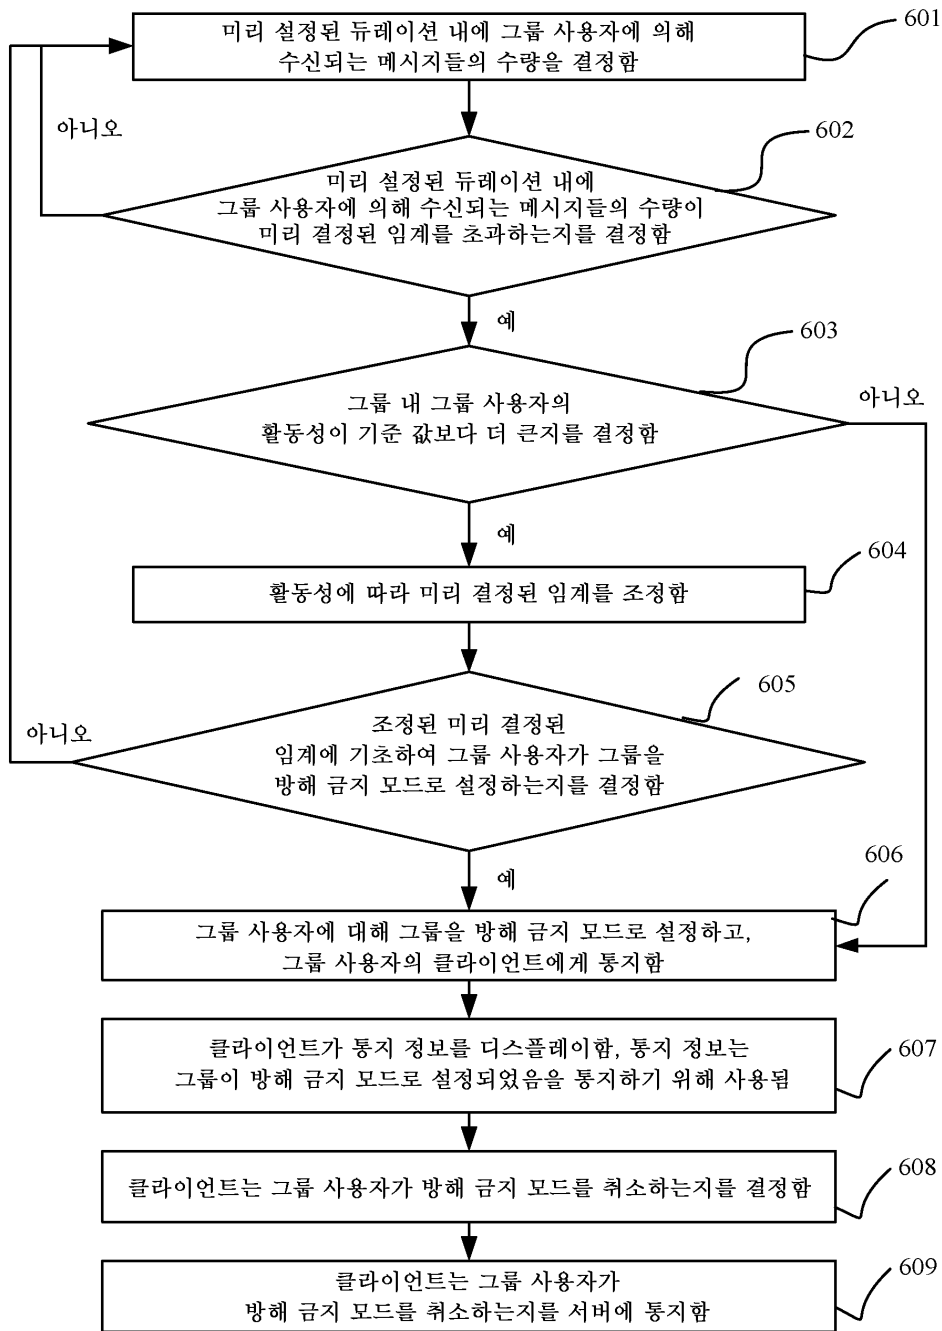 미리 설정된 듀레이션 내에 그룹 사용자에 의해
수신되는 메시지들의 수량을 결정함
601
아니오
602
미리 설정된 듀레이션 내에
그룹 사용자에 의해 수신되는 메시지들의 수량이
미리 결정된 임계를 초과하는지를 결정함
예
603
그룹 내 그룹 사용자의
활동성이 기준 값보다 더 큰지를 결정함
아니오
예
604
활동성에 따라 미리 결정된 임계를 조정함
605
아니오
조정된 미리 결정된
임계에 기초하여 그룹 사용자가 그룹을
방해 금지 모드로 설정하는지를 결정함
예
606
그룹 사용자에 대해 그룹을 방해 금지 모드로 설정하고,
그룹 사용자의 클라이언트에게 통지함
클라이언트가 통지 정보를 디스플레이함, 통지 정보는
그룹이 방해 금지 모드로 설정되었음을 통지하기 위해 사용됨
607
클라이언트는 그룹 사용자가 방해 금지 모드를 취소하는지를 결정함
608
클라이언트는 그룹 사용자가
방해 금지 모드를 취소하는지를 서버에 통지함
609